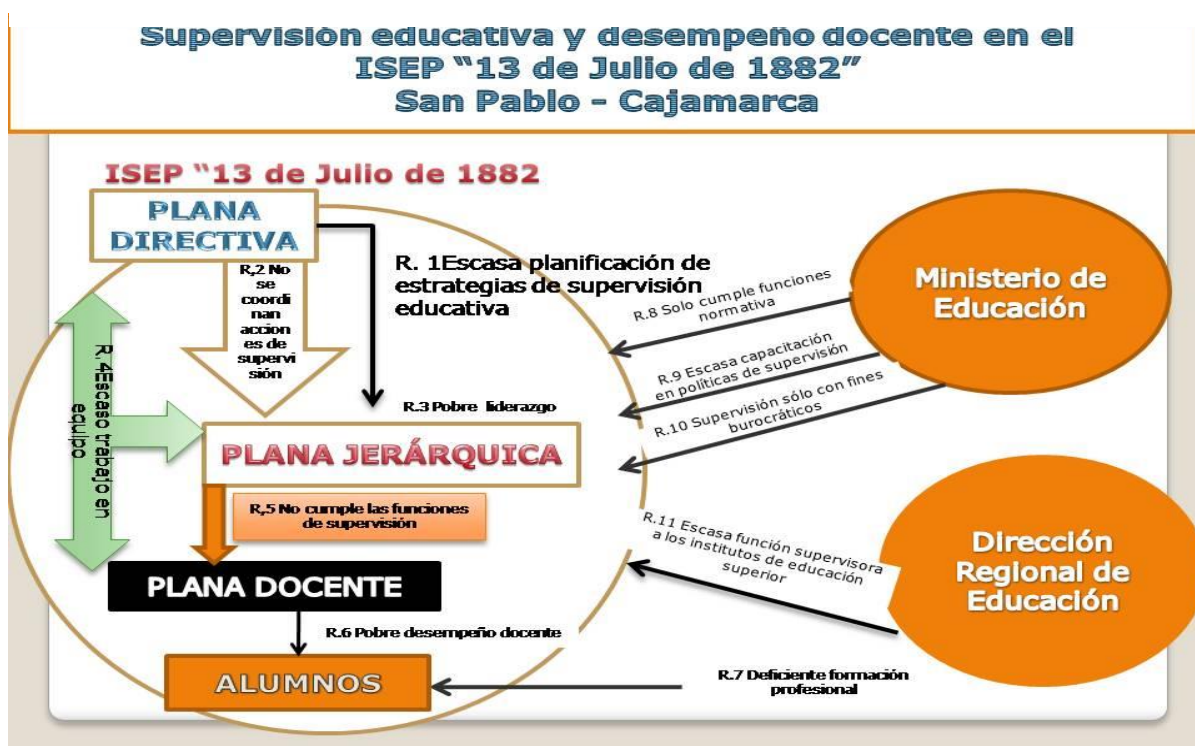 Supervisión educativa y desempeño docente en el
ISEP “13 de Julio de 1882”
San Pablo - Cajamarca
ISEP “13 de Julio de 1882
PLANA
DIRECTIVA
R,2 No
se
coordi
nan
accion
es de
supervi
sión
R. 1Escasa planificación de
estrategias de supervisión
educativa
R.3 Pobre liderazgo
R. 4Escaso trabajo en
equipo
PLANA JERÁRQUICA
R,5 No cumple las funciones
de supervisión
PLANA DOCENTE
R.6 Pobre desempeño docente
ALUMNOS
R.7 Deficiente formación
profesional
Ministerio de
Educación
R.8 Solo cumple funciones
normativa
R.9 Escasa capacitación
en políticas de supervisión
R.10 Supervisión sólo con fines
burocráticos
R.11 Escasa función supervisora
a los institutos de educación
superior
Dirección
Regional de
Educación